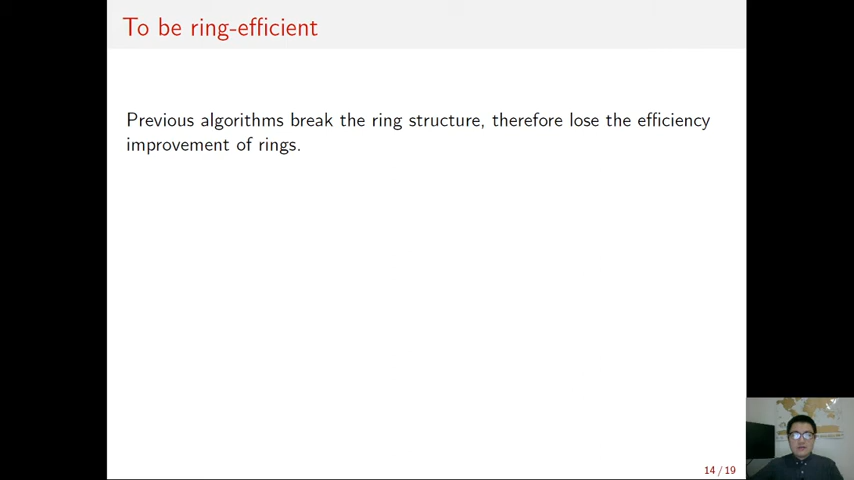 To be ring-efficient
Previous algorithms break the ring structure, therefore lose the efficiency
improvement of rings.
14 / 19